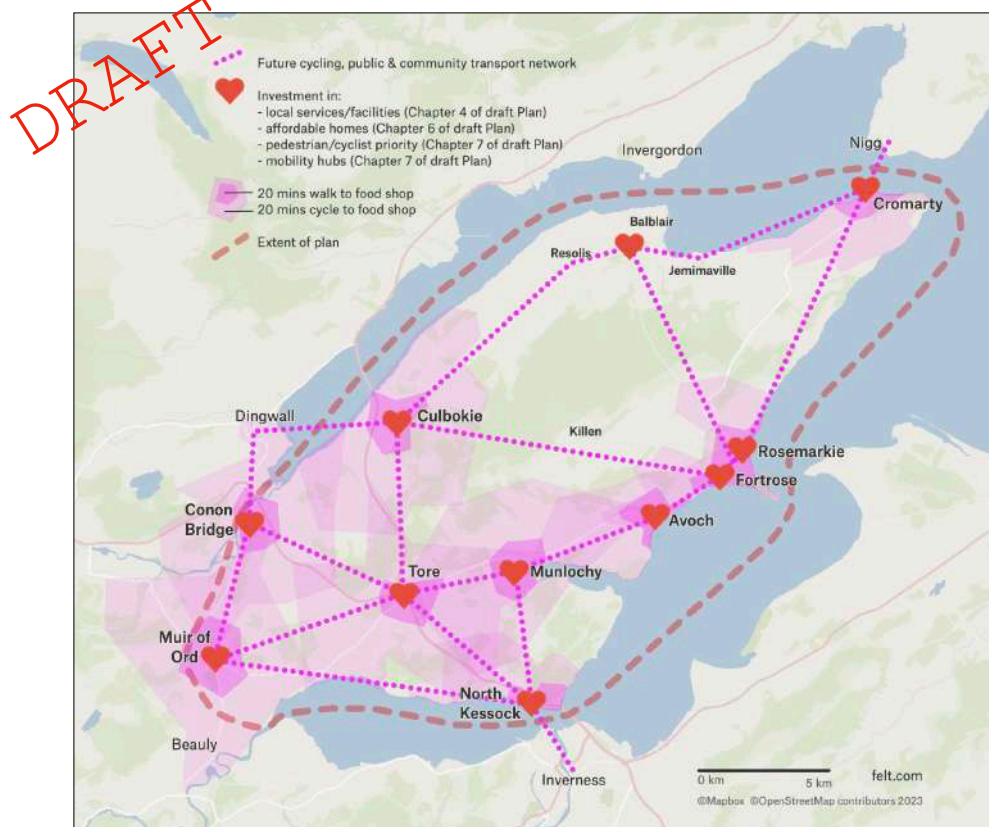 DRAFT
Future cycling, public & community transport network
Investment in:
- local services/facilities (Chapter 4 of draft Plan)
- affordable homes (Chapter 6 of draft Plan)
- pedestrian/cyclist priority (Chapter 7 of draft Plan)
- mobility hubs (Chapter 7 of draft Plan)
20 mins walk to food shop
20 mins cycle to food shop
Extent of plan
Invergordon
Nigg
Cromarty
Balblair
Resolis
Jemimaville
Dingwall
Culbokie
Killen
Rosemarkie
Fortrose
Conon
Bridge
Avoch
Tore
Munlochy
Muir of
Ord
North
Kessock
Beauly
Inverness
0 km
5 km
felt.com
©Mapbox ©OpenStreetMap contributors 2023